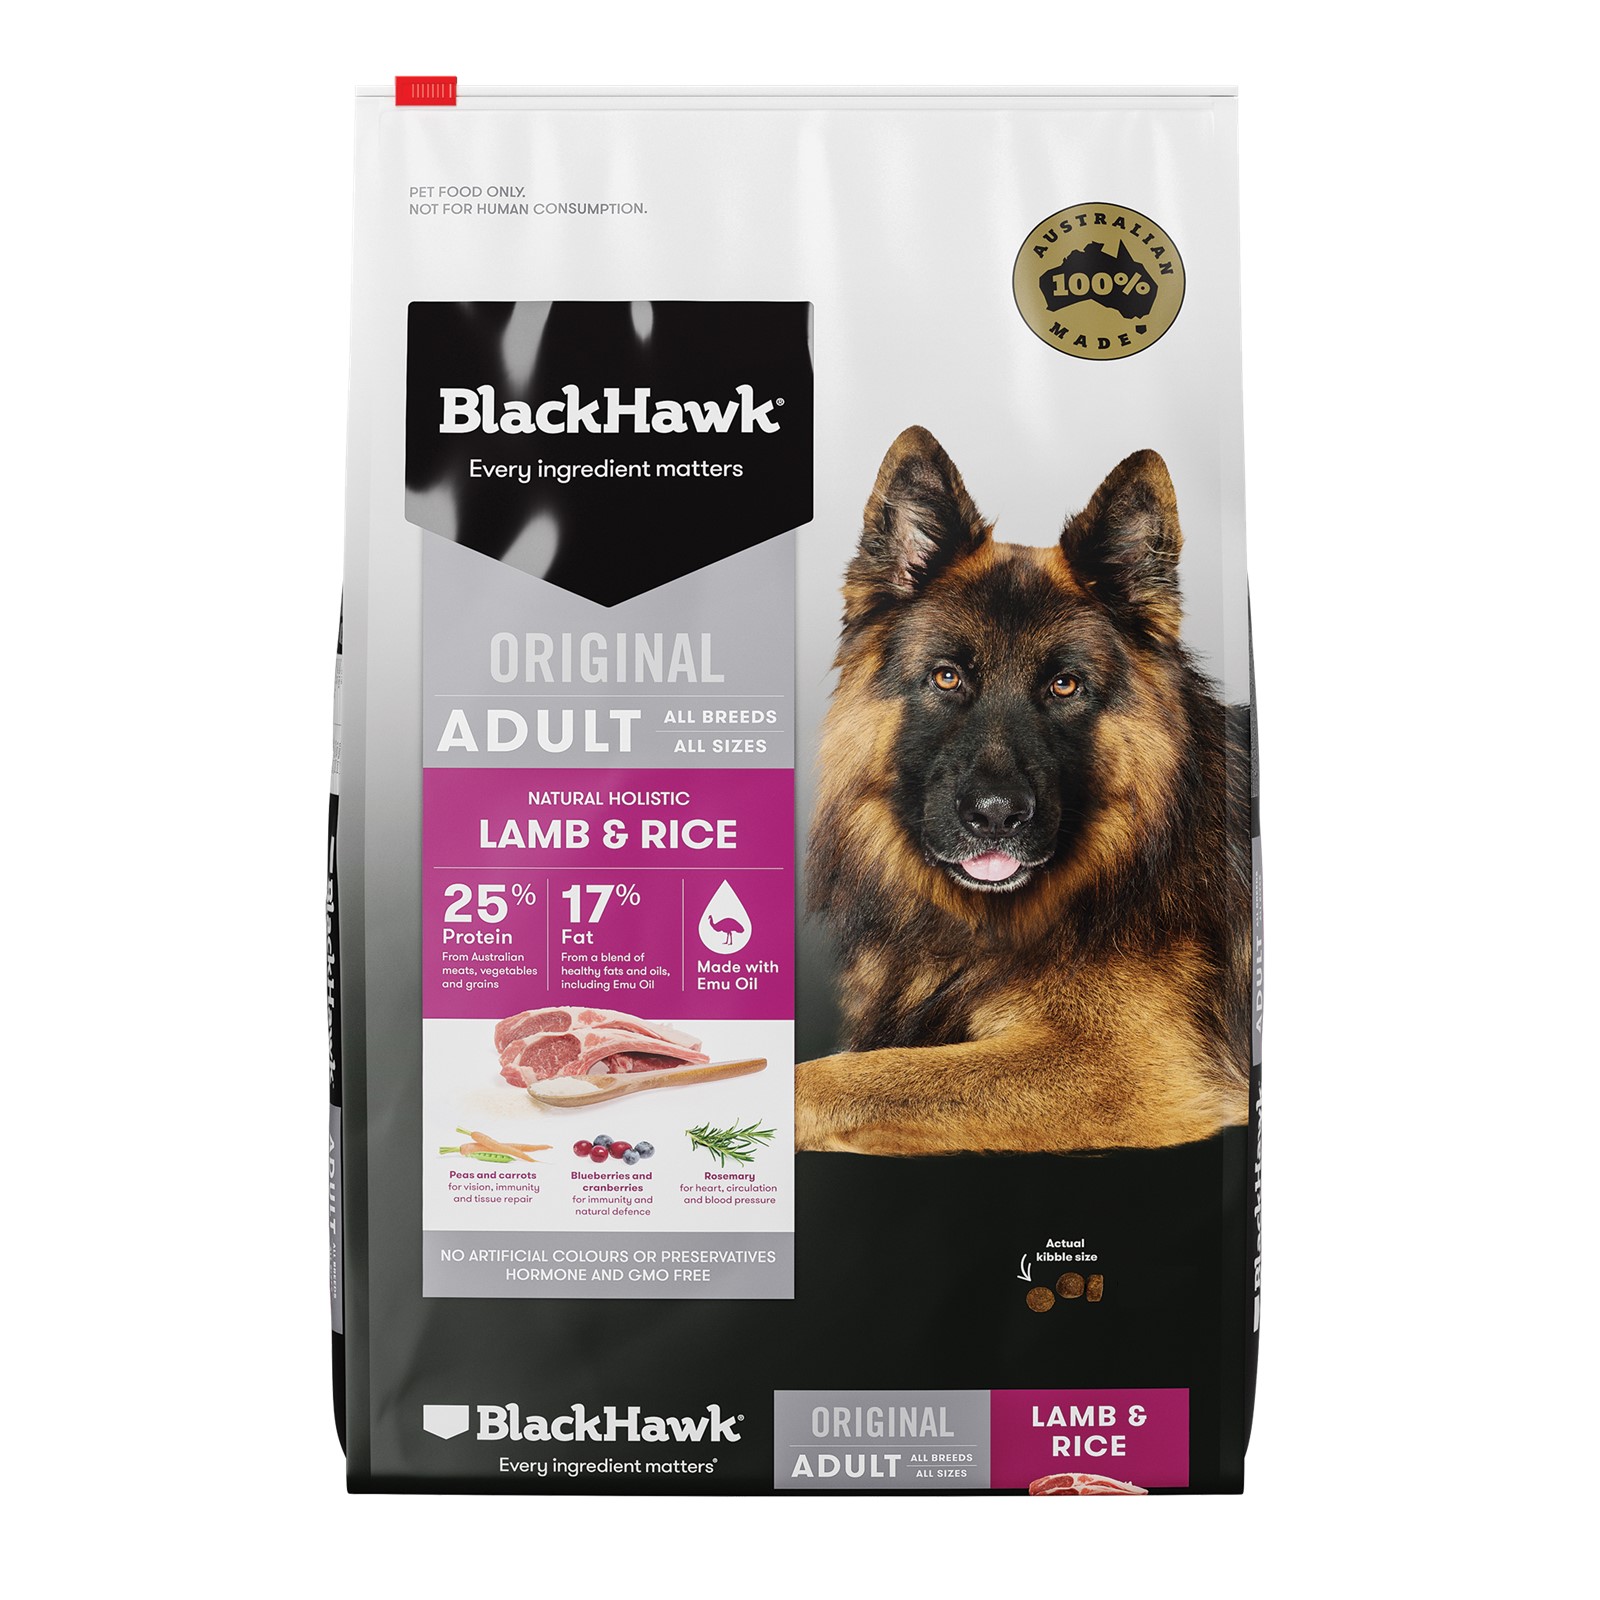 PET FOOD ONLY.
NOT FOR HUMAN CONSUMPTION.
AUSTRALIAN
100%
MADE
BlackHawk®
Every ingredient matters
ORIGINAL
ADULT
ALL BREEDS
ALL SIZES
NATURAL HOLISTIC
LAMB & RICE
25%
Protein
From Australian
meats, vegetables
and grains
17%
Fat
From a blend of
healthy fats and oils,
including Emu Oil
Made with
Emu Oil
Peas and carrots
for vision, immunity
and tissue repair
Blueberries and
cranberries
for immunity and
natural defence
Rosemary
for heart, circulation
and blood pressure
NO ARTIFICIAL COLOURS OR PRESERVATIVES
HORMONE AND GMO FREE
Actual
kibble size
BlackHawk®
Every ingredient matters®
ORIGINAL
ADULT
ALL BREEDS
ALL SIZES
LAMB &
RICE
BlackHawk
ADULT
BlackHawk
ADULT